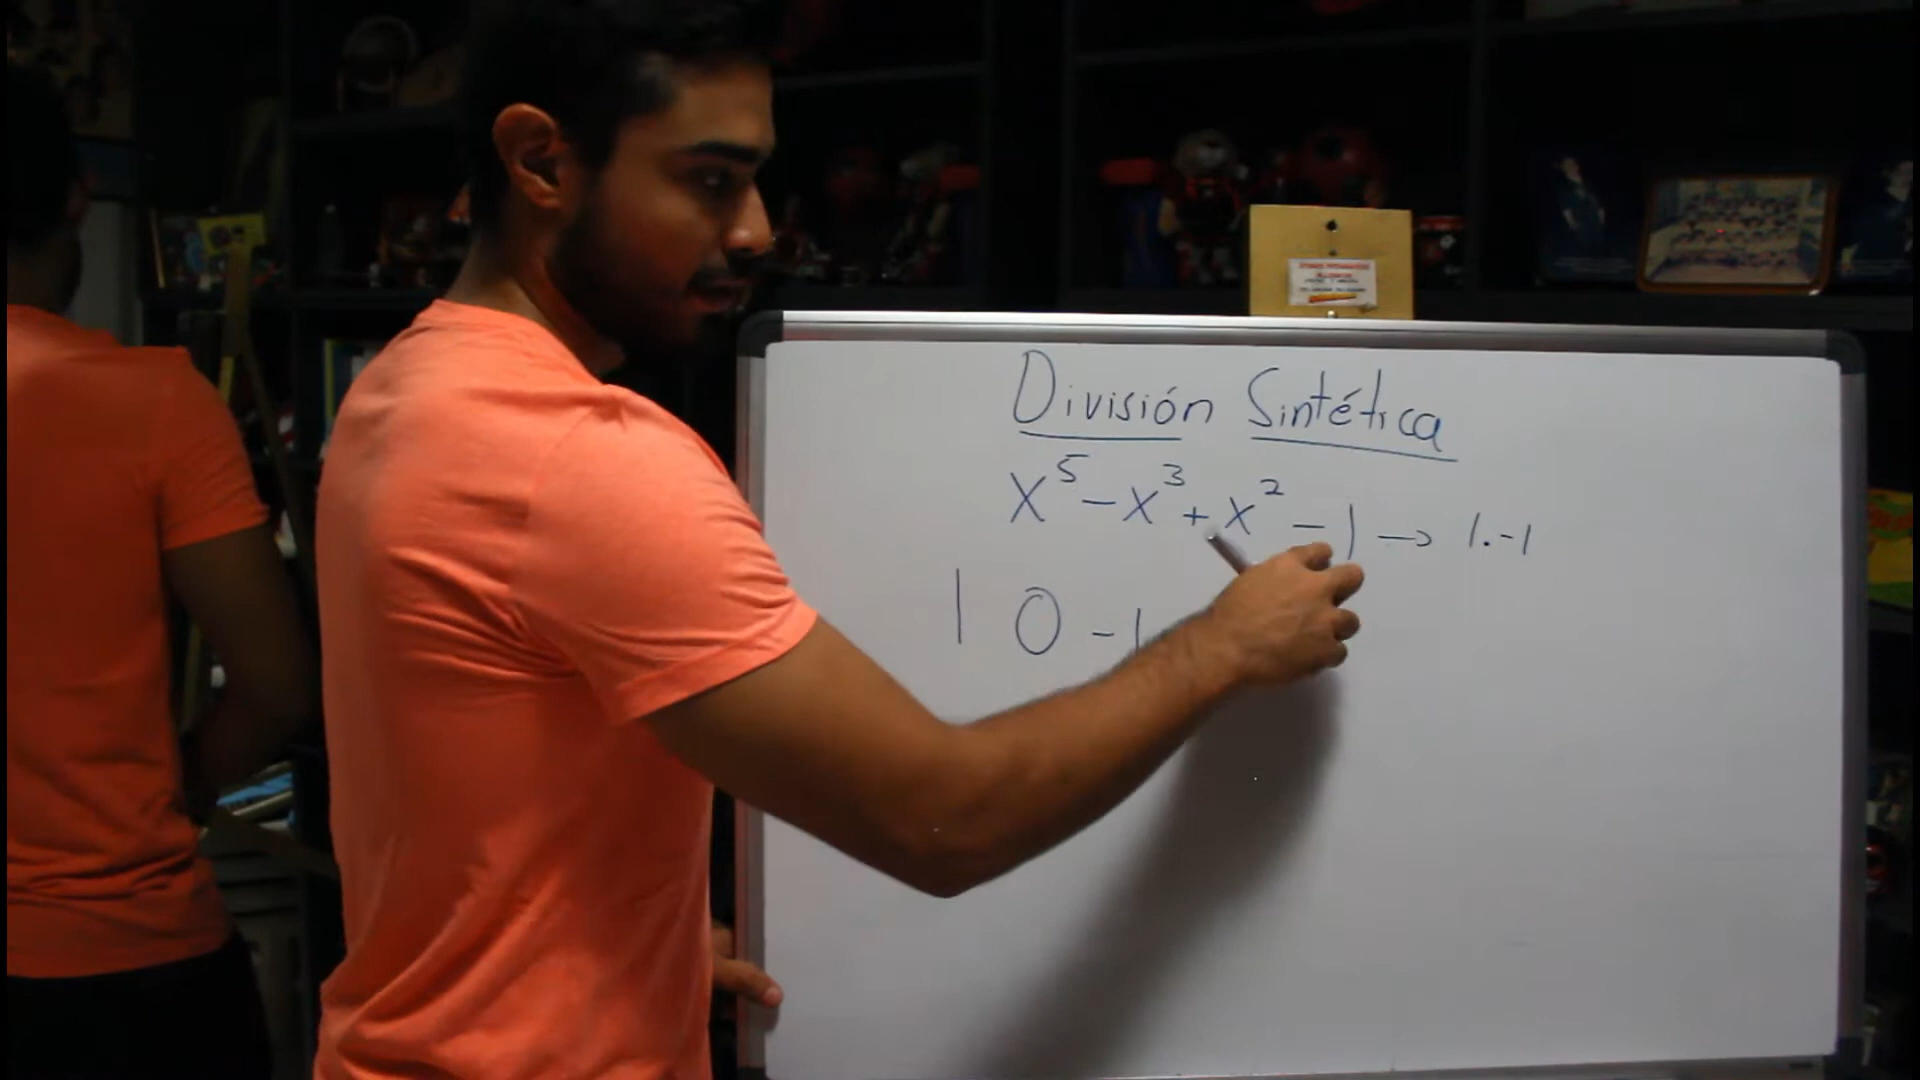 División Sintética
x⁵ - x³ + x² - 1 → 1. -1
1 0 -1